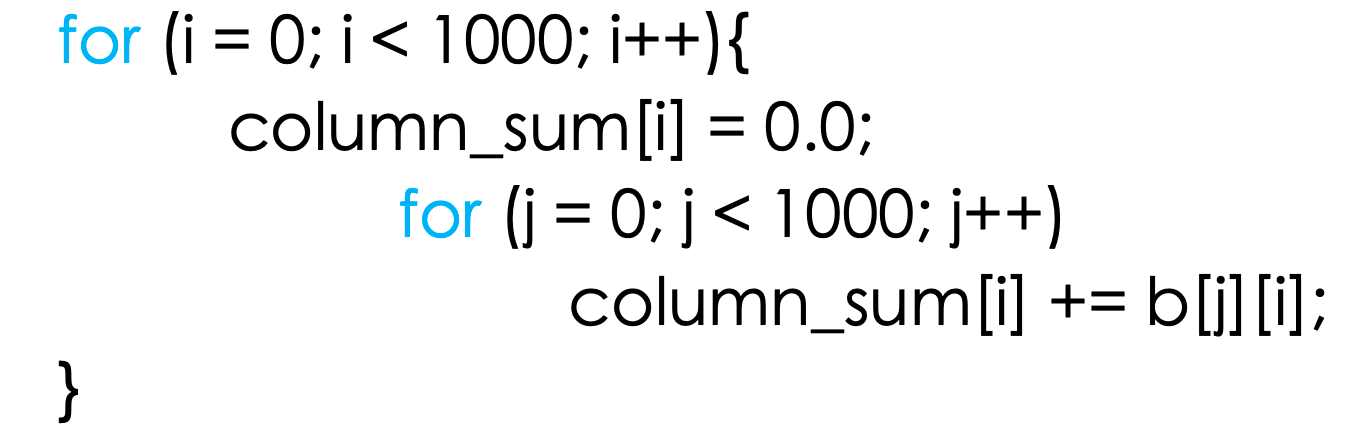 for (i = 0; i < 1000; i++){
column_sum[i] = 0.0;
for (j = 0; j < 1000; j++)
column_sum[i] += b[j][i];
}